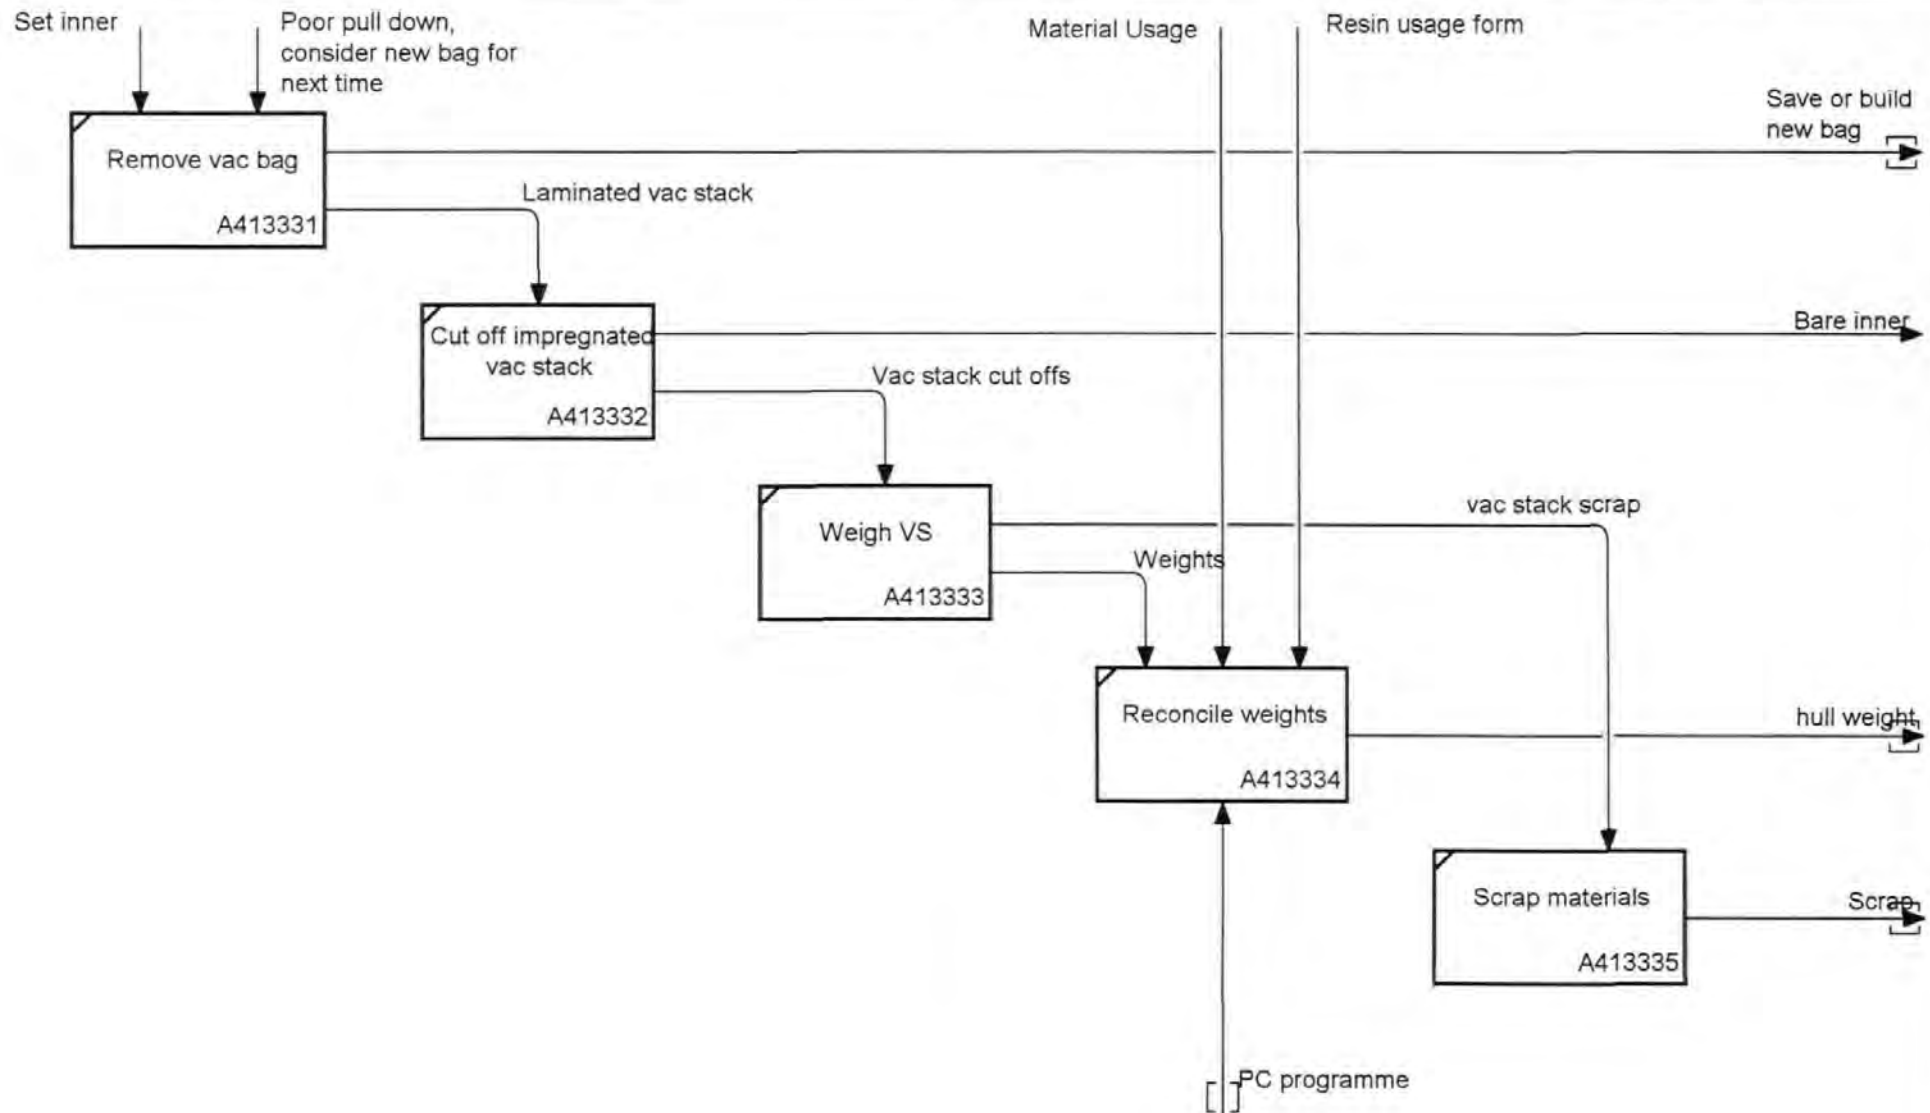 Set inner
Poor pull down,
consider new bag for
next time
Material Usage
Resin usage form
Save or build
new bag
Remove vac bag
A413331
Laminated vac stack
Cut off impregnated
vac stack
A413332
Bare inner
Vac stack cut offs
Weigh VS
A413333
vac stack scrap
Weights
Reconcile weights
A413334
hull weight
Scrap materials
A413335
Scrap
PC programme